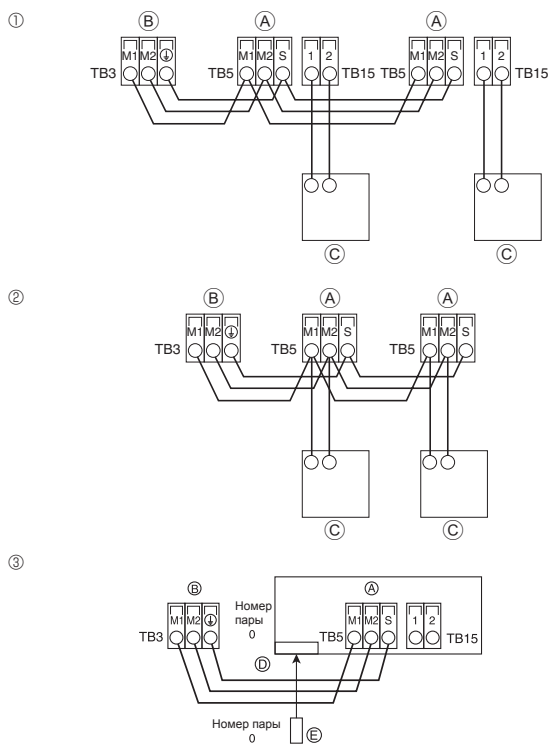 ①
Ⓑ Ⓐ Ⓐ
M1 M2 M1 M2 S 1 2 M1 M2 S 1 2
TB3 TB5 TB15 TB5 TB15
Ⓒ Ⓒ
②
Ⓑ Ⓐ Ⓐ
M1 M2 M1 M2 S M1 M2 S
TB3 TB5 TB5
Ⓒ Ⓒ
③
Ⓑ Ⓐ
Номер
пары
0
M1 M2 M1 M2 S 1 2
TB3 TB5 TB15
Ⓓ
Номер пары
0
Ⓔ